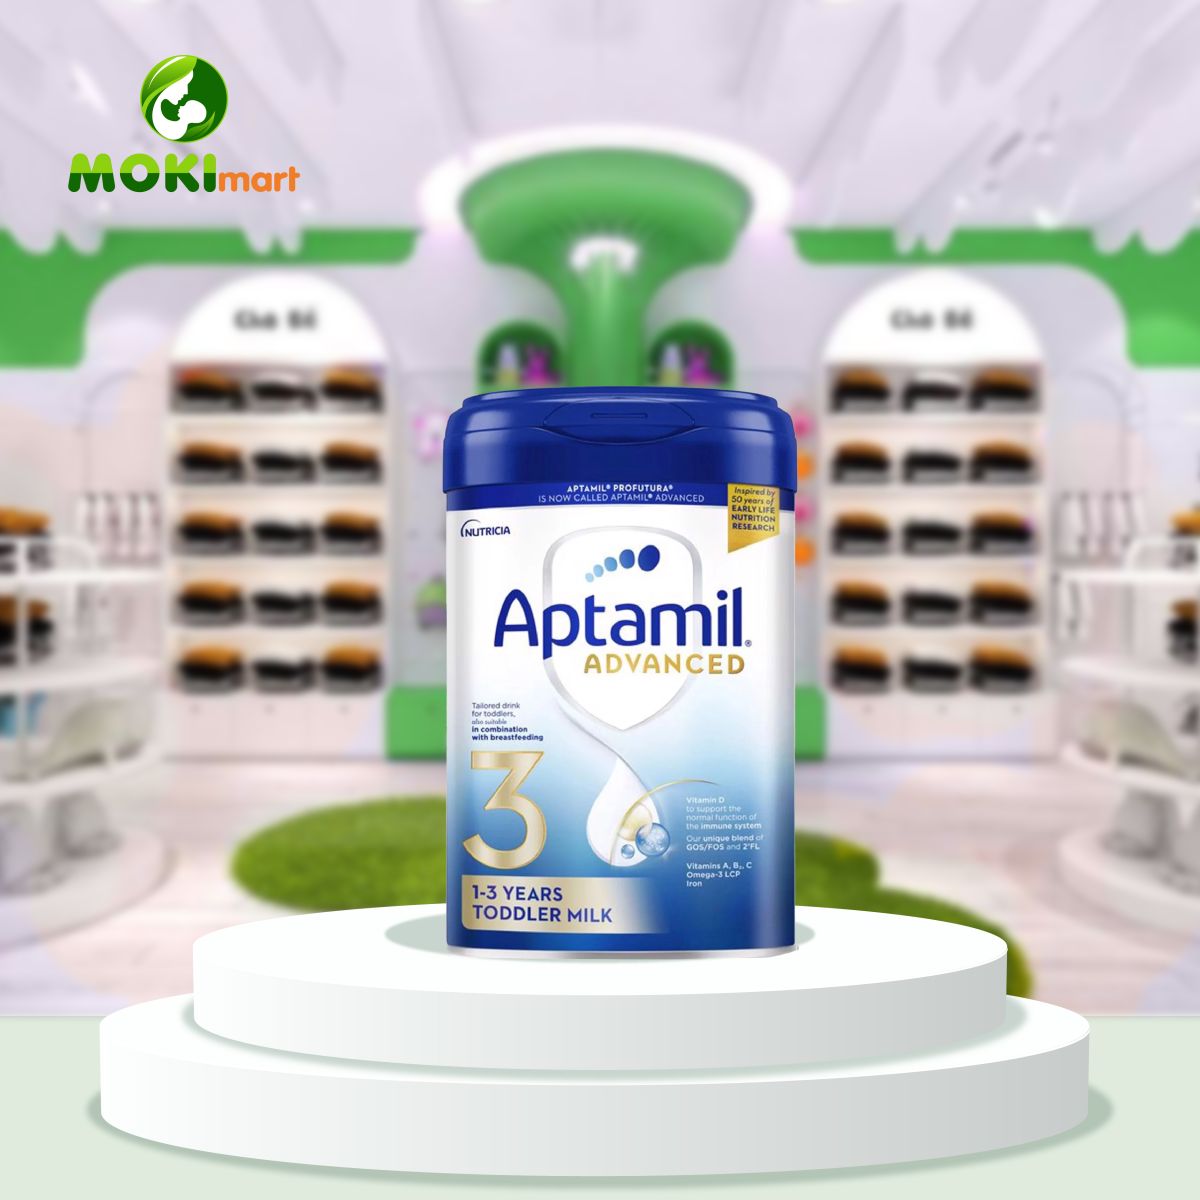 MOKImart
APTAMIL® PROFUTURA®
IS NOW CALLED APTAMIL® ADVANCED
Inspired by
50 years of
EARLY LIFE
NUTRITION
RESEARCH
NUTRICIA
Aptamil®
ADVANCED
Tailored drink
for toddlers,
also suitable
in combination
with breastfeeding
3
Vitamin D
to support the
normal function of
the immune system
Our unique blend of
GOS/FOS and 2'FL
Vitamins A, B₂, C
Omega-3 LCP
Iron
1-3 YEARS
TODDLER MILK